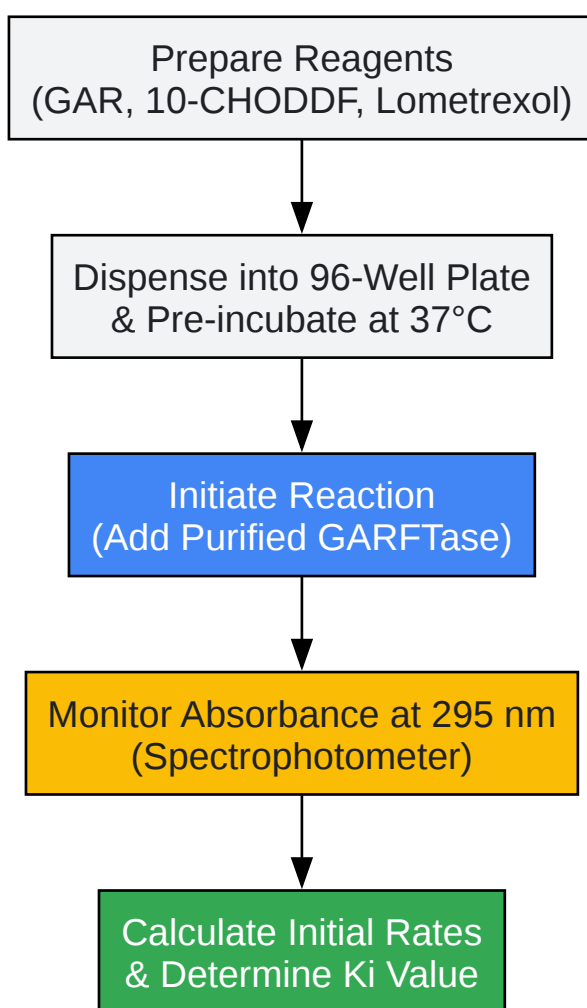 Prepare Reagents
(GAR, 10-CHODDF, Lometrexol)
Dispense into 96-Well Plate
& Pre-incubate at 37°C
Initiate Reaction
(Add Purified GARFTase)
Monitor Absorbance at 295 nm
(Spectrophotometer)
Calculate Initial Rates
& Determine Ki Value